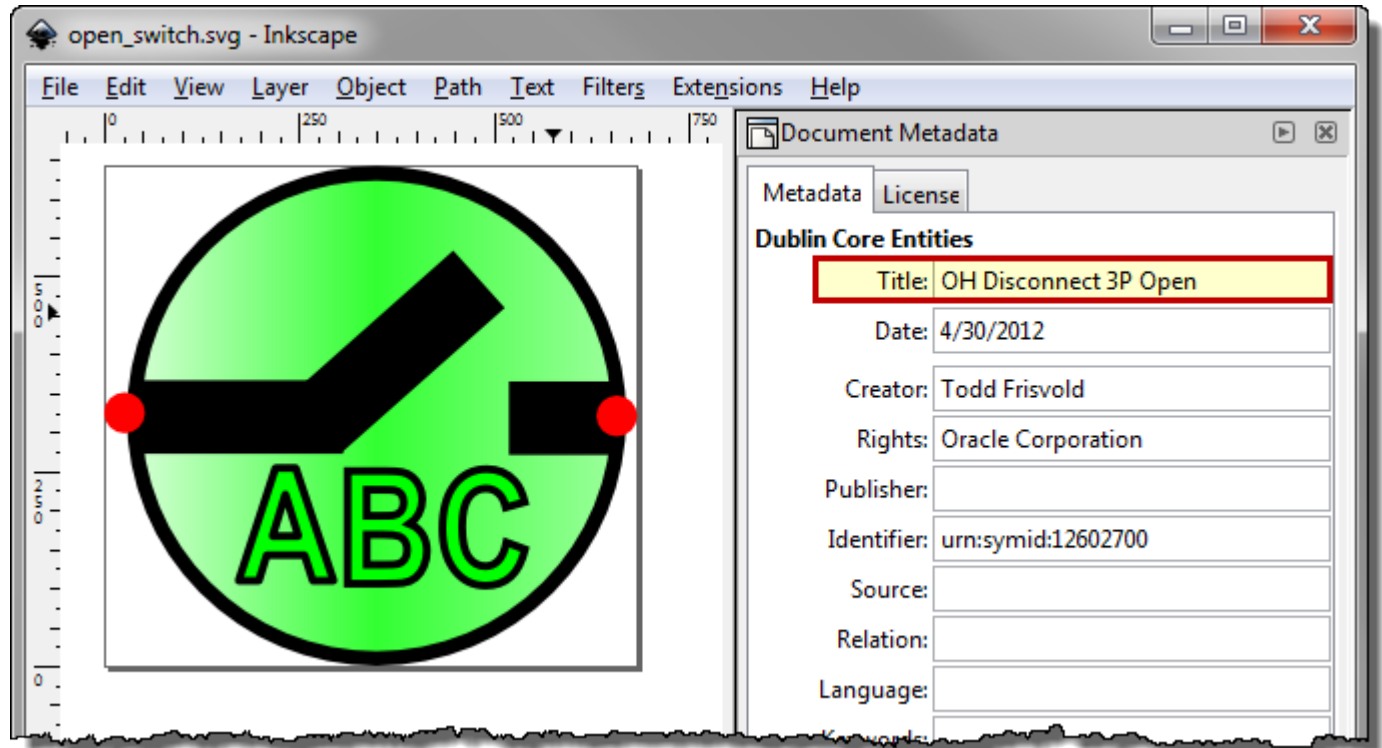 open_switch.svg - Inkscape
File Edit View Layer Object Path Text Filters Extensions Help
0 250 500 750
Document Metadata
Metadata License
Dublin Core Entities
Title: OH Disconnect 3P Open
Date: 4/30/2012
Creator: Todd Frisvold
Rights: Oracle Corporation
Publisher:
Identifier: urn:symid:12602700
Source:
Relation:
Language:
Keywords:
500
250
0
ABC